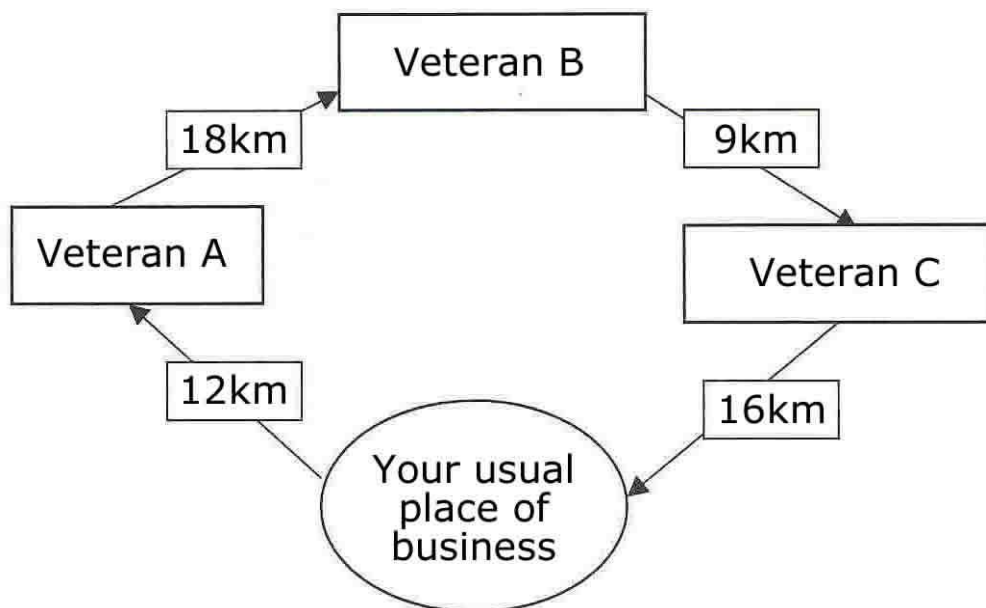 Veteran B
18km
9km
Veteran A
Veteran C
12km
16km
Your usual
place of
business